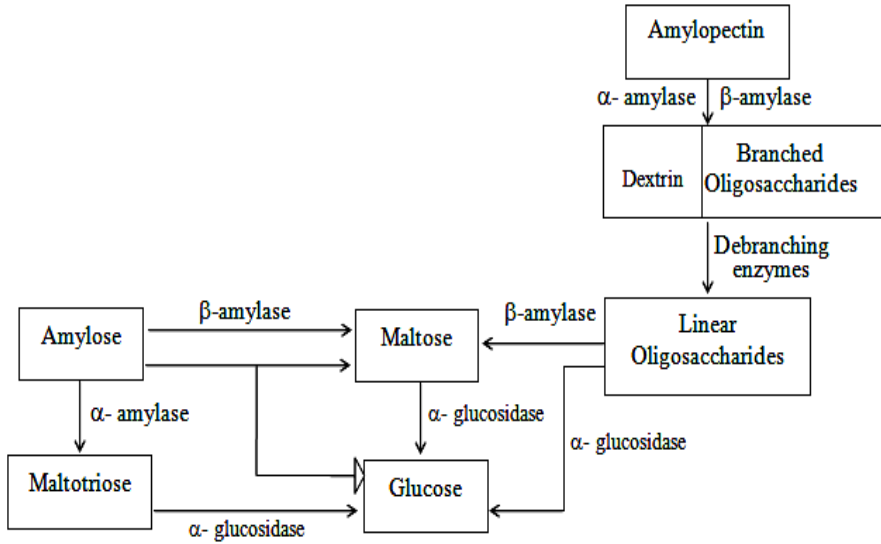 Amylopectin
α- amylase
β-amylase
Dextrin
Branched
Oligosaccharides
Debranching
enzymes
Amylose
β-amylase
Maltose
β-amylase
Linear
Oligosaccharides
α- amylase
α- glucosidase
α- glucosidase
Maltotriose
α- glucosidase
Glucose